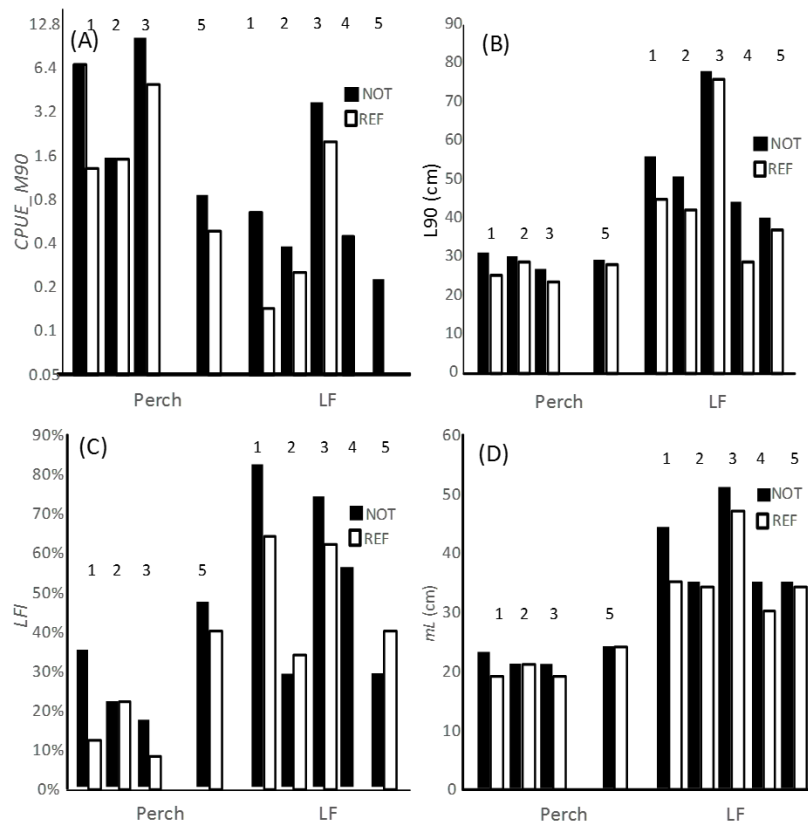 (A)
CPUE_M90
12.8
6.4
3.2
1.6
0.8
0.4
0.2
0.1
0.05
1 2 3 5 1 2 3 4 5
NOT
REF
Perch LF
(B)
L90 (cm)
90
80
70
60
50
40
30
20
10
0
1 2 3 5 1 2 3 4 5
NOT
REF
Perch LF
(C)
LFI
90%
80%
70%
60%
50%
40%
30%
20%
10%
0%
1 2 3 5 1 2 3 4 5
NOT
REF
Perch LF
(D)
mL (cm)
60
50
40
30
20
10
0
1 2 3 5 1 2 3 4 5
NOT
REF
Perch LF